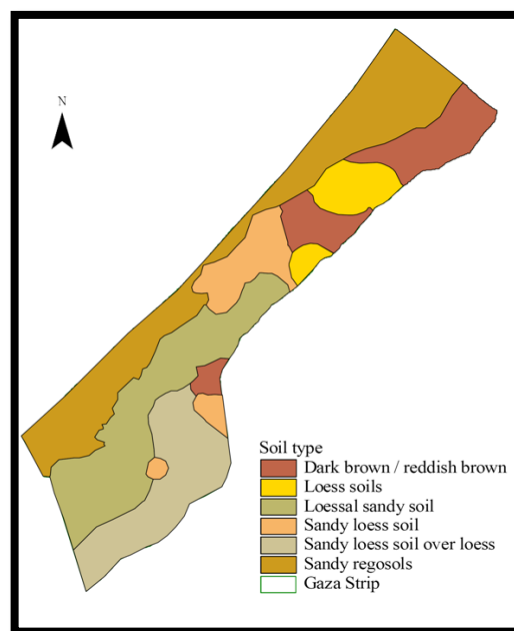 N
Soil type
Dark brown / reddish brown
Loess soils
Loessal sandy soil
Sandy loess soil
Sandy loess soil over loess
Sandy regosols
Gaza Strip